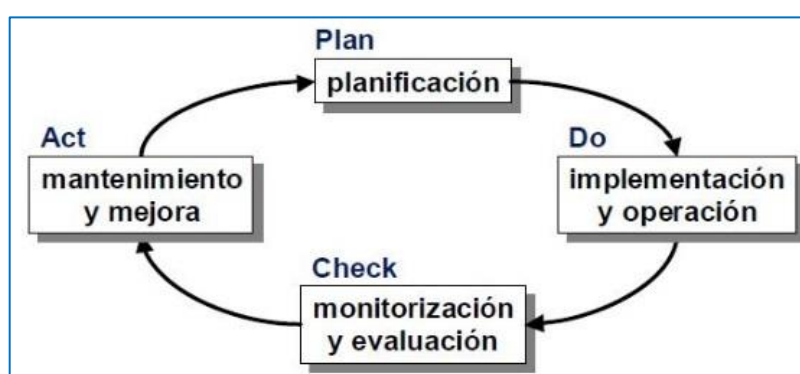 Plan
planificación
Act
mantenimiento
y mejora
Do
implementación
y operación
Check
monitorización
y evaluación